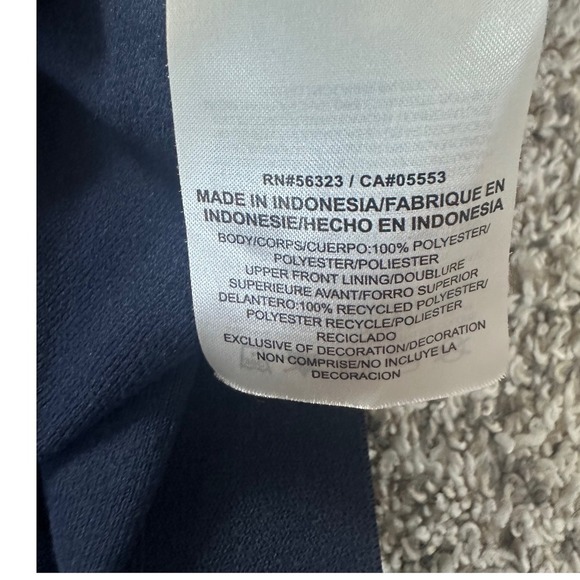 RN#56323 / CA#05553
MADE IN INDONESIA/FABRIQUE EN
INDONESIE/HECHO EN INDONESIA
BODY/CORPS/CUERPO:100% POLYESTER/
POLYESTER/POLIESTER
UPPER FRONT LINING/DOUBLURE
SUPERIEURE AVANT/FORRO SUPERIOR
DELANTERO:100% RECYCLED POLYESTER/
POLYESTER RECYCLE/POLIESTER
RECICLADO
EXCLUSIVE OF DECORATION/DECORATION
NON COMPRISE/NO INCLUYE LA
DECORACION